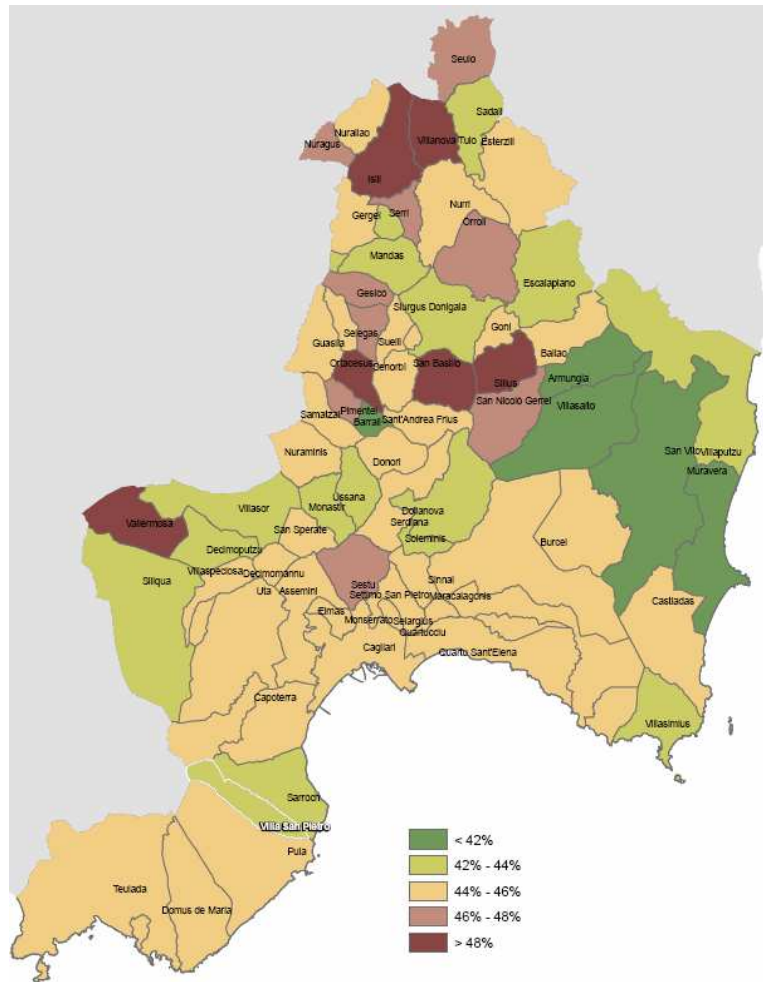 Seulo
Sadali
Nurallao
Villanova Tulo
Esterzili
Nuragus
Isili
Nurri
Serri
Gergei
Orroli
Mandas
Escalaplano
Gesico
Siurgus Donigala
Goni
Selegas
Suelli
Guasila
Ballao
San Basilio
Ortacesus
Senorbì
Silius
Armungia
San Nicolò Gerrei
Villasalto
Pimentel
Samatzai
Barrali
Sant'Andrea Frius
San Vito
Villaputzu
Nuraminis
Donori
Muravera
Ussana
Villasor
Monastir
Dolianova
Vallermosa
San Sperate
Serdiana
Soleminis
Burcei
Decimoputzu
Villaspeciosa
Decimomannu
Siliqua
Sestu
Sinnai
Uta
Assemini
Settimo San Pietro
Maracalagonis
Castiadas
Elmas
Monserrato
Selargius
Quartucciu
Cagliari
Quartu Sant'Elena
Capoterra
Villasimius
Sarroch
Villa San Pietro
Pula
Teulada
Domus de Maria
< 42%
42% - 44%
44% - 46%
46% - 48%
> 48%